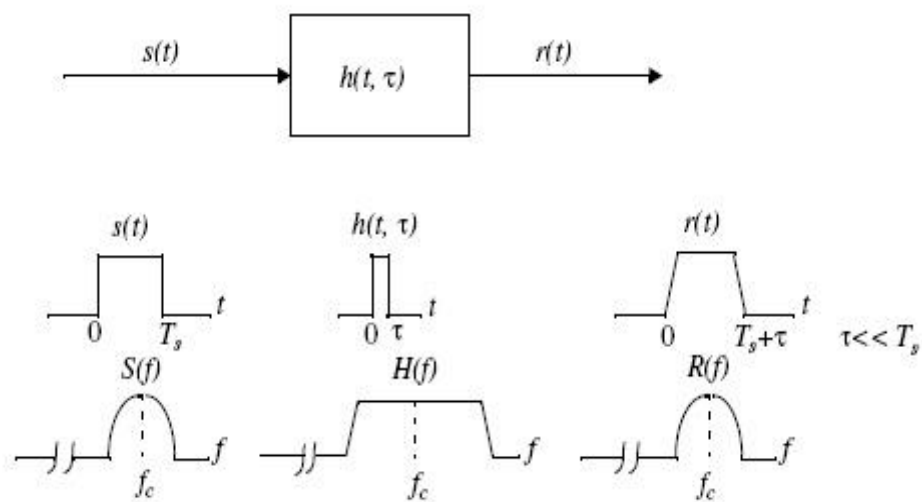 s(t) h(t, τ) r(t)
s(t) h(t, τ) r(t)
t t t
0 T_s 0 τ 0 T_s+τ τ<< T_s
S(f) H(f) R(f)
f f f
f_c f_c f_c